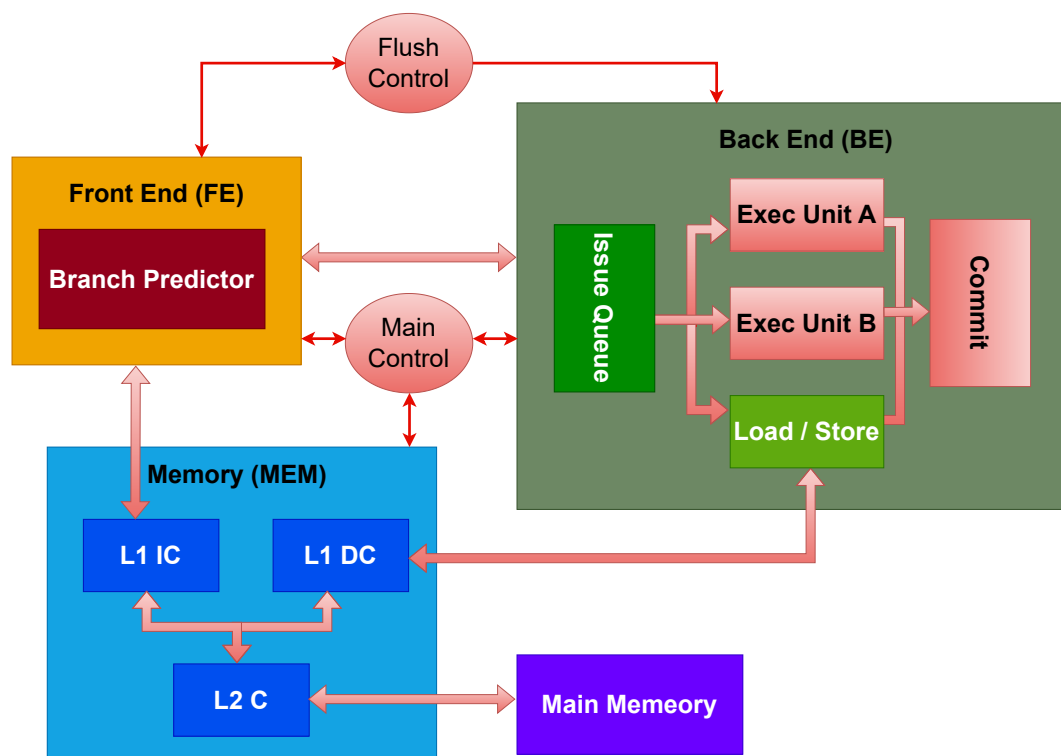 Flush
Control
Back End (BE)
Front End (FE)
Branch Predictor
Issue Queue
Exec Unit A
Exec Unit B
Load / Store
Commit
Main
Control
Memory (MEM)
L1 IC
L1 DC
L2 C
Main Memeory